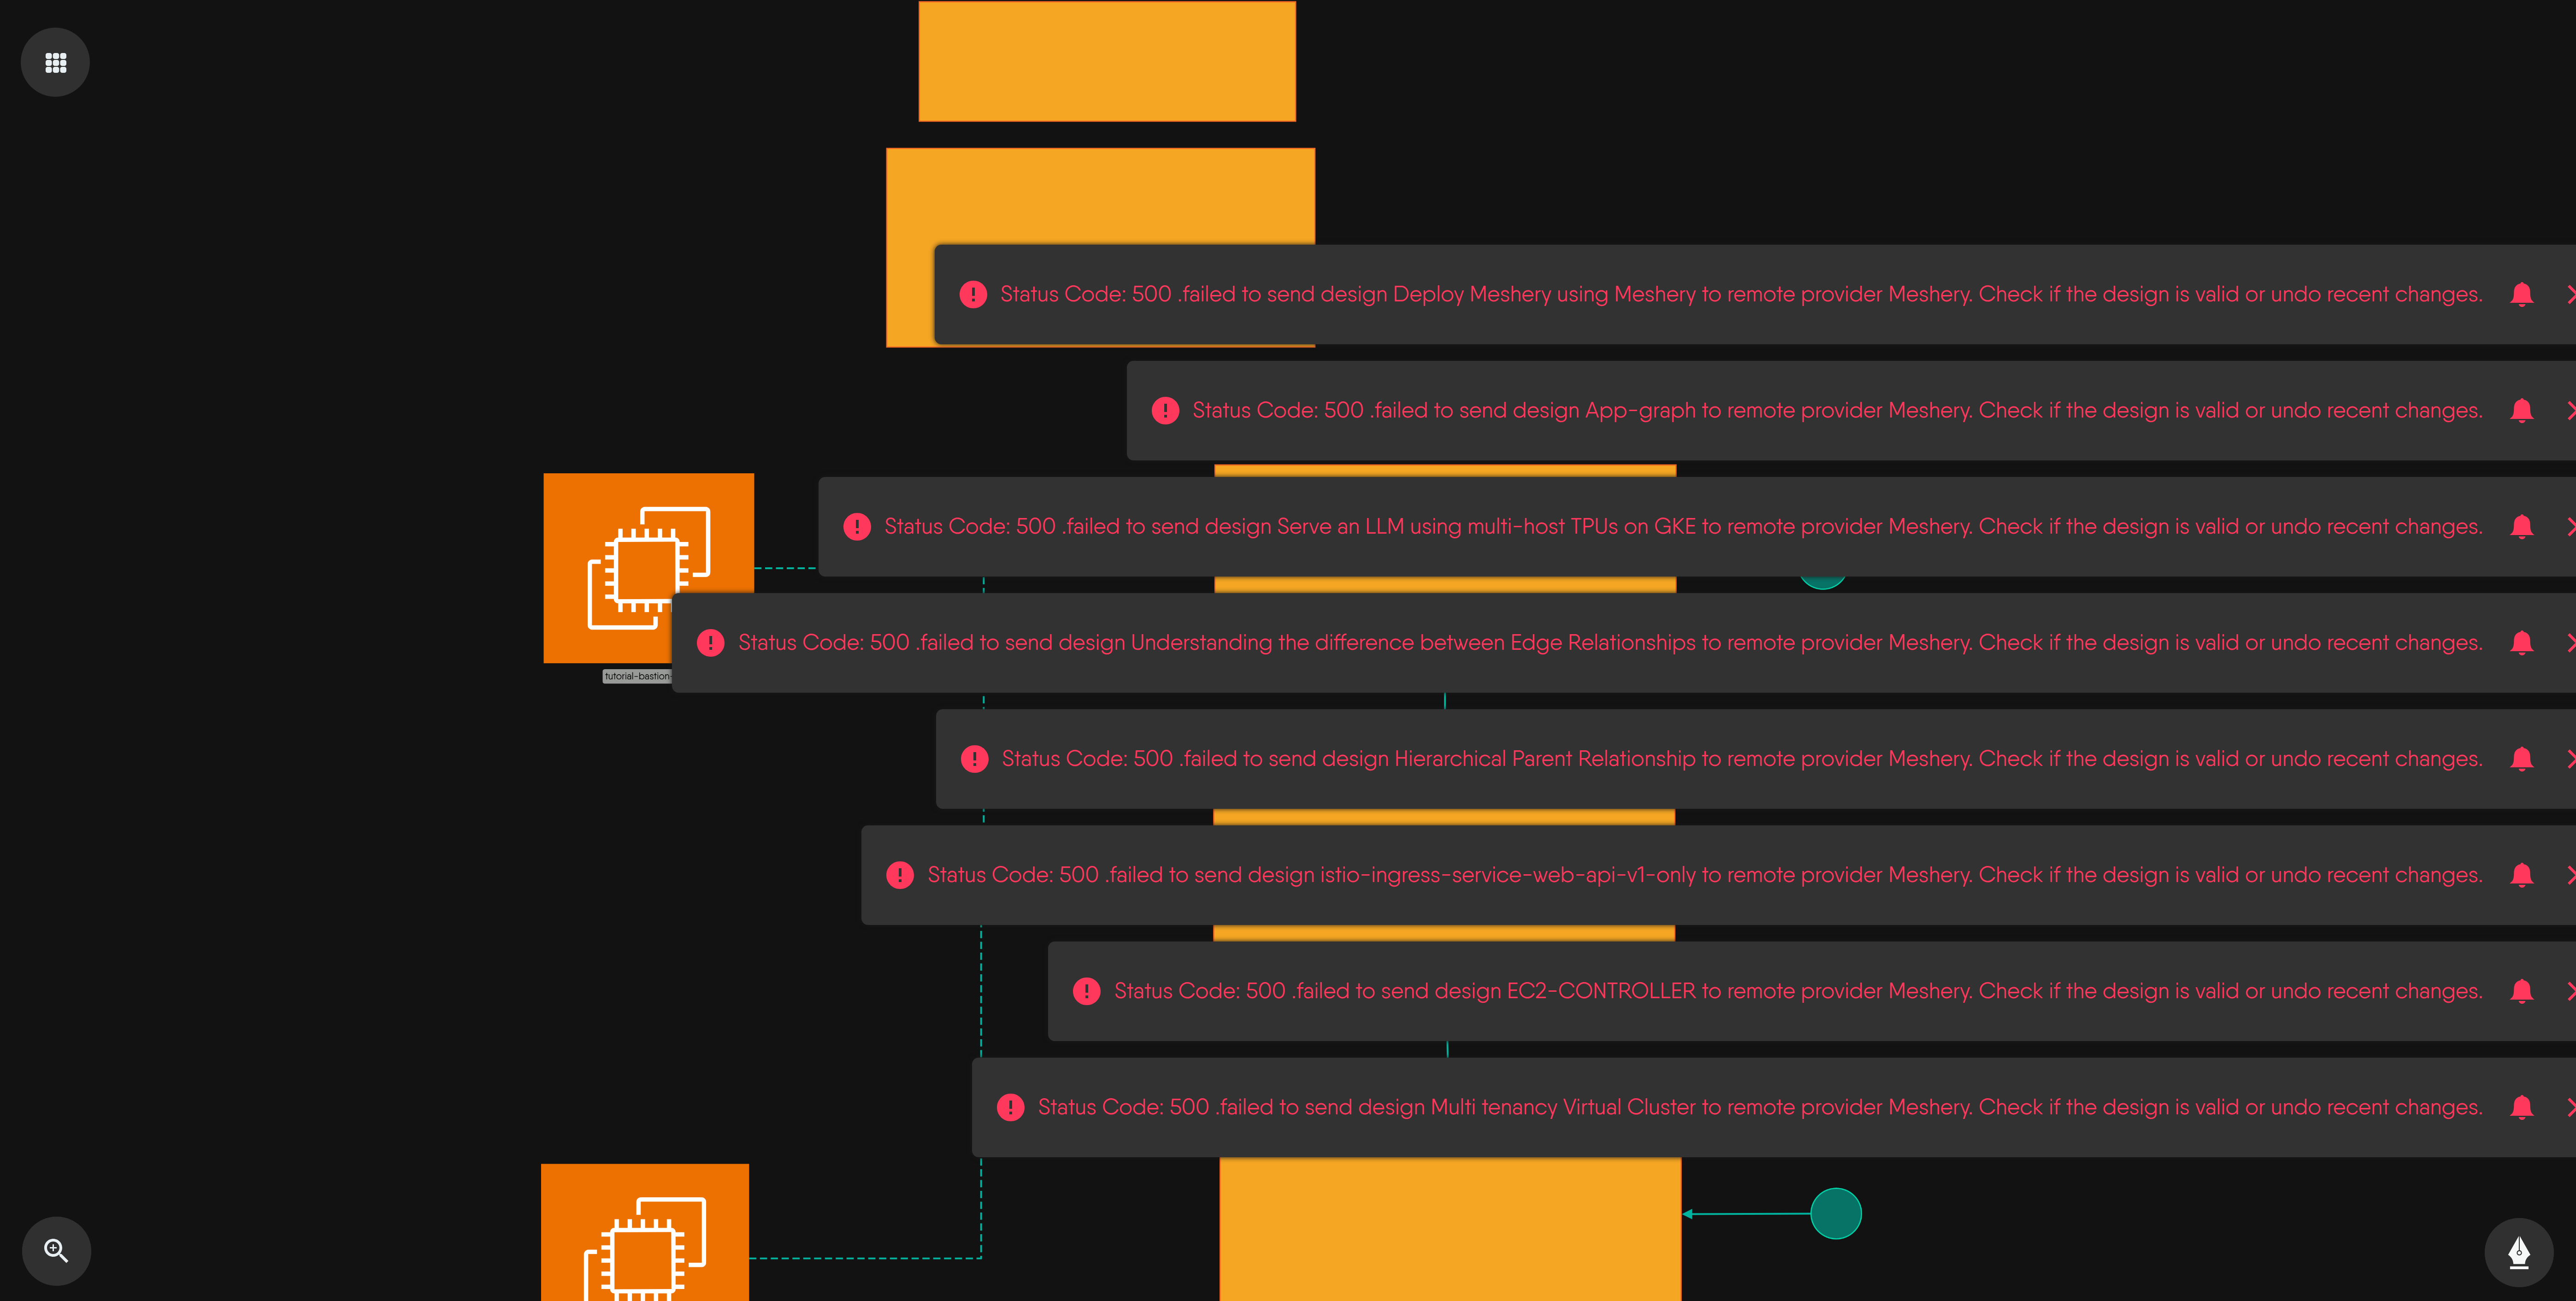 Status Code: 500 .failed to send design Deploy Meshery using Meshery to remote provider Meshery. Check if the design is valid or undo recent changes.
Status Code: 500 .failed to send design App-graph to remote provider Meshery. Check if the design is valid or undo recent changes.
Status Code: 500 .failed to send design Serve an LLM using multi-host TPUs on GKE to remote provider Meshery. Check if the design is valid or undo recent changes.
Status Code: 500 .failed to send design Understanding the difference between Edge Relationships to remote provider Meshery. Check if the design is valid or undo recent changes.
tutorial-bastion-
Status Code: 500 .failed to send design Hierarchical Parent Relationship to remote provider Meshery. Check if the design is valid or undo recent changes.
Status Code: 500 .failed to send design istio-ingress-service-web-api-v1-only to remote provider Meshery. Check if the design is valid or undo recent changes.
Status Code: 500 .failed to send design EC2-CONTROLLER to remote provider Meshery. Check if the design is valid or undo recent changes.
Status Code: 500 .failed to send design Multi tenancy Virtual Cluster to remote provider Meshery. Check if the design is valid or undo recent changes.